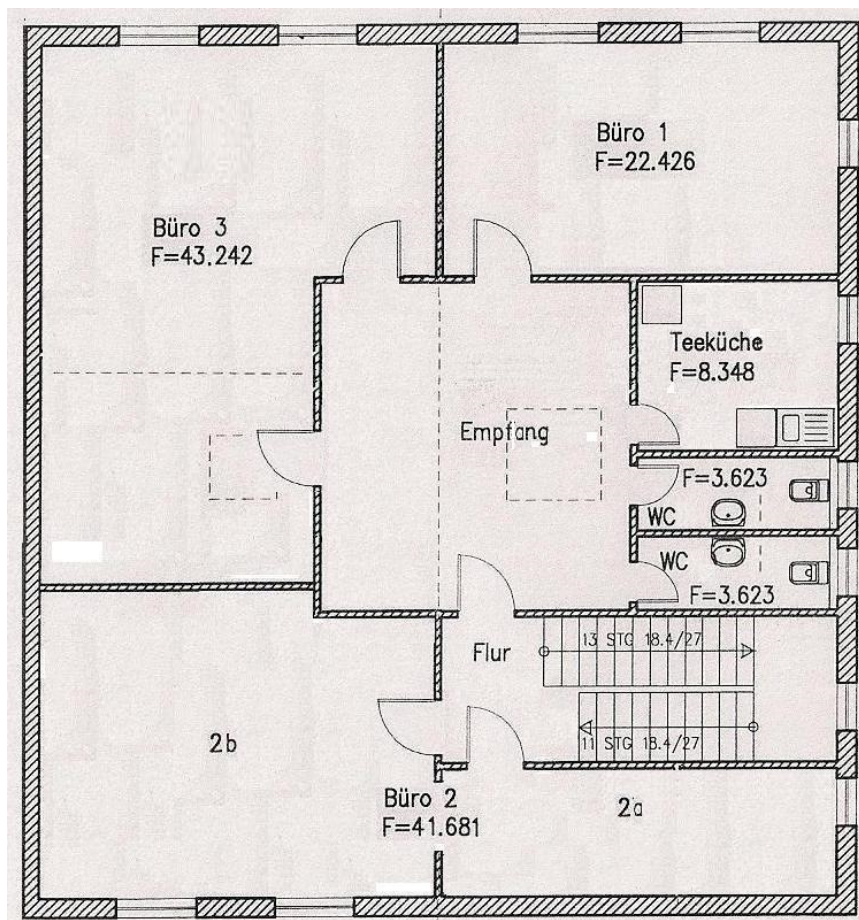 Büro 1
F=22.426
Büro 3
F=43.242
Teeküche
F=8.348
Empfang
F=3.623
WC
WC
F=3.623
13 STG 18.4/27
Flur
11 STG 18.4/27
2b
Büro 2
F=41.681
2a